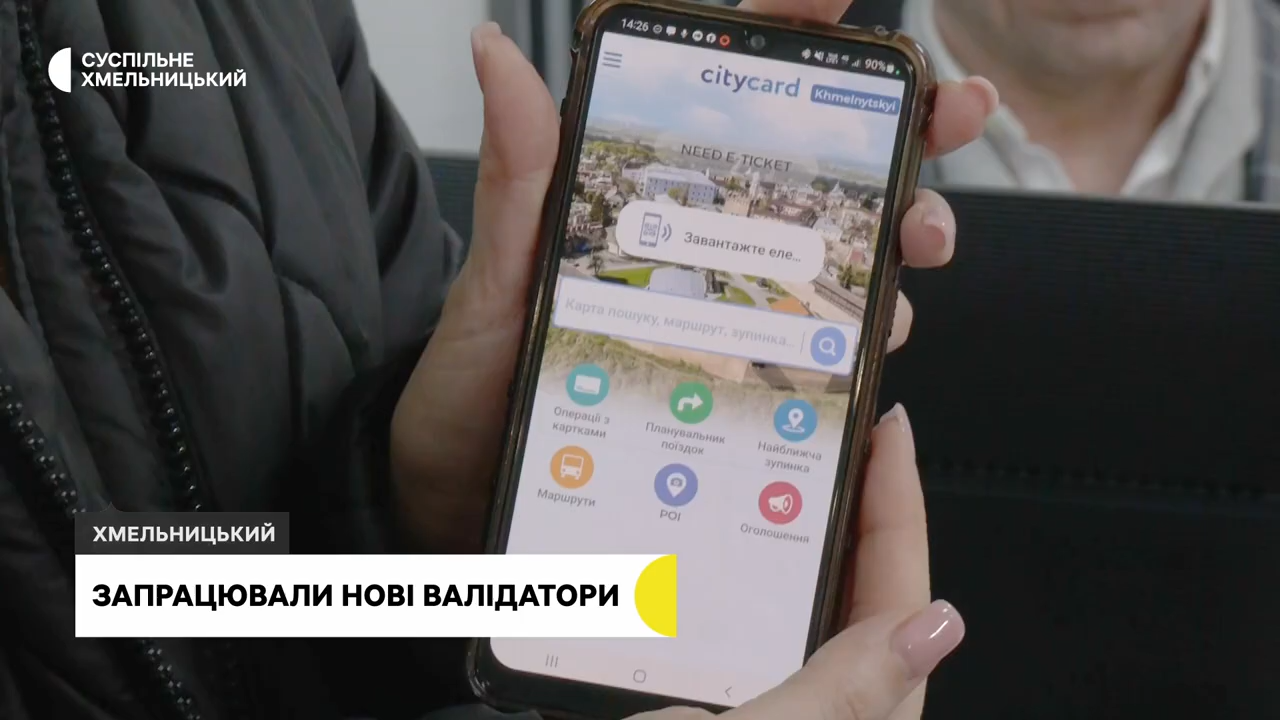 СУСПІЛЬНЕ
ХМЕЛЬНИЦЬКИЙ
14:26
90%
citycard
Khmelnytskyi
NEED E-TICKET
Завантажте еле...
Карта пошуку, маршрут, зупинка..
Операції з
картками
Планувальник
поїздок
Найближча
зупинка
Маршрути
POI
Оголошення
ХМЕЛЬНИЦЬКИЙ
ЗАПРАЦЮВАЛИ НОВІ ВАЛІДАТОРИ